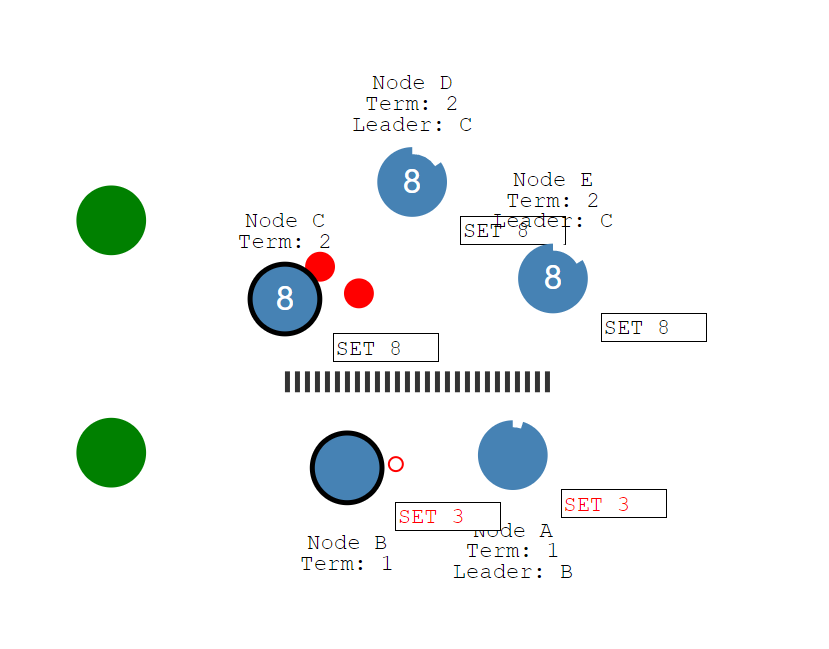 Node D
Term: 2
Leader: C
8
Node E
Term: 2
Leader: C
SET 8
8
SET 8
Node C
Term: 2
8
SET 8
SET 3
Node B
Term: 1
SET 3
Node A
Term: 1
Leader: B